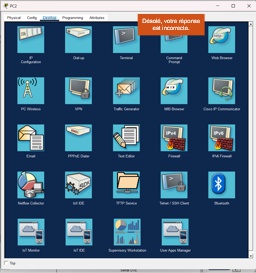 PC2
Physical Config Desktop Programming Attributes
Désolé, votre réponse
est incorrecte.
IP
Configuration
Dial-up
Terminal
Command
Prompt
Web Browser
PC Wireless
VPN
Traffic Generator
MIB Browser
Cisco IP Communicator
Email
PPPoE Dialer
Text Editor
Firewall
IPv6
IPv6 Firewall
Netflow Collector
IoT IDE
FTP
TFTP Service
Telnet / SSH Client
Bluetooth
IoT Monitor
IoT IDE
Supervisory Workstation
User Apps Manager
Top